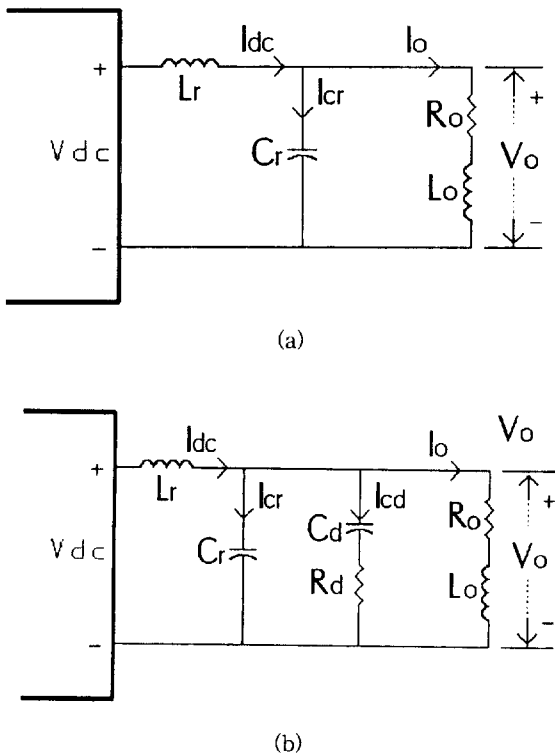 Idc
Io
+
Lr
Icr
+
Ro
Vdc
Cr
Vo
Lo
−
−
(a)
Vo
Idc
Io
+
Lr
Icr
Icd
+
Cd
Ro
Vdc
Cr
Vo
Rd
Lo
−
−
(b)